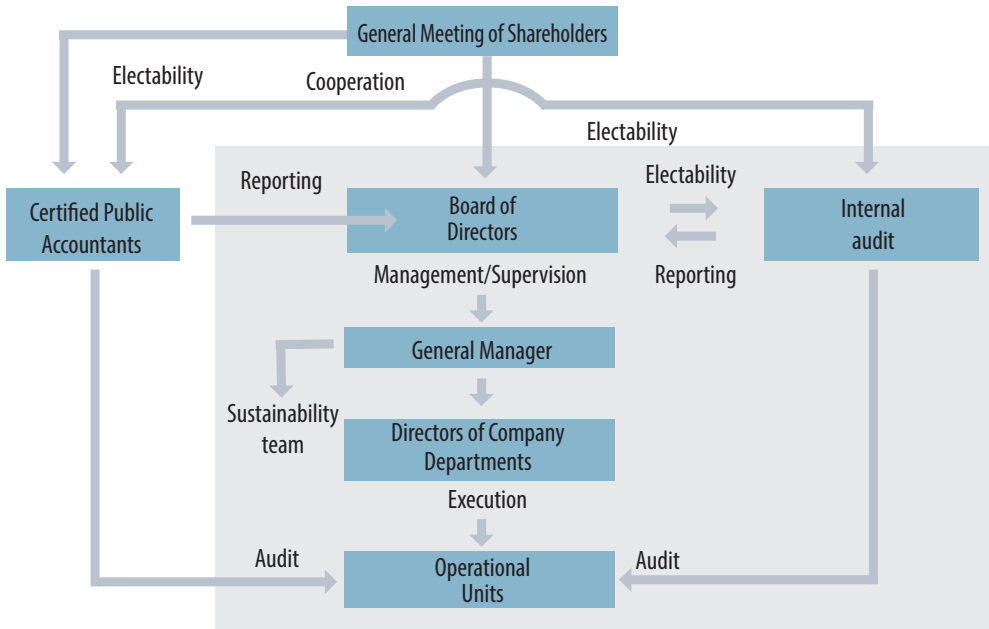 General Meeting of Shareholders
Electability
Cooperation
Electability
Reporting
Electability
Certified Public
Accountants
Board of
Directors
Internal
audit
Management/Supervision
Reporting
General Manager
Sustainability
team
Directors of Company
Departments
Execution
Audit
Operational
Units
Audit